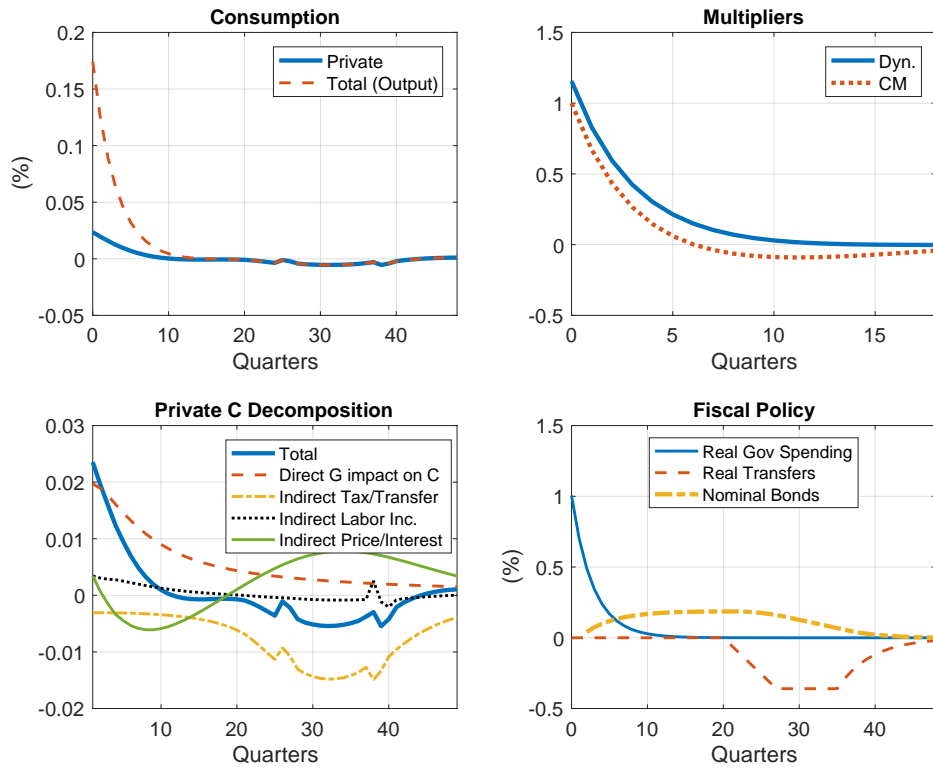 Consumption
0.2
0.15
0.1
0.05
0
-0.05
(%)
0 10 20 30 40
Quarters
Private
Total (Output)
Multipliers
1.5
1
0.5
0
-0.5
0 5 10 15
Quarters
Dyn.
CM
Private C Decomposition
0.03
0.02
0.01
0
-0.01
-0.02
10 20 30 40
Quarters
Total
Direct G impact on C
Indirect Tax/Transfer
Indirect Labor Inc.
Indirect Price/Interest
Fiscal Policy
1.5
1
0.5
0
-0.5
(%)
0 10 20 30 40
Quarters
Real Gov Spending
Real Transfers
Nominal Bonds